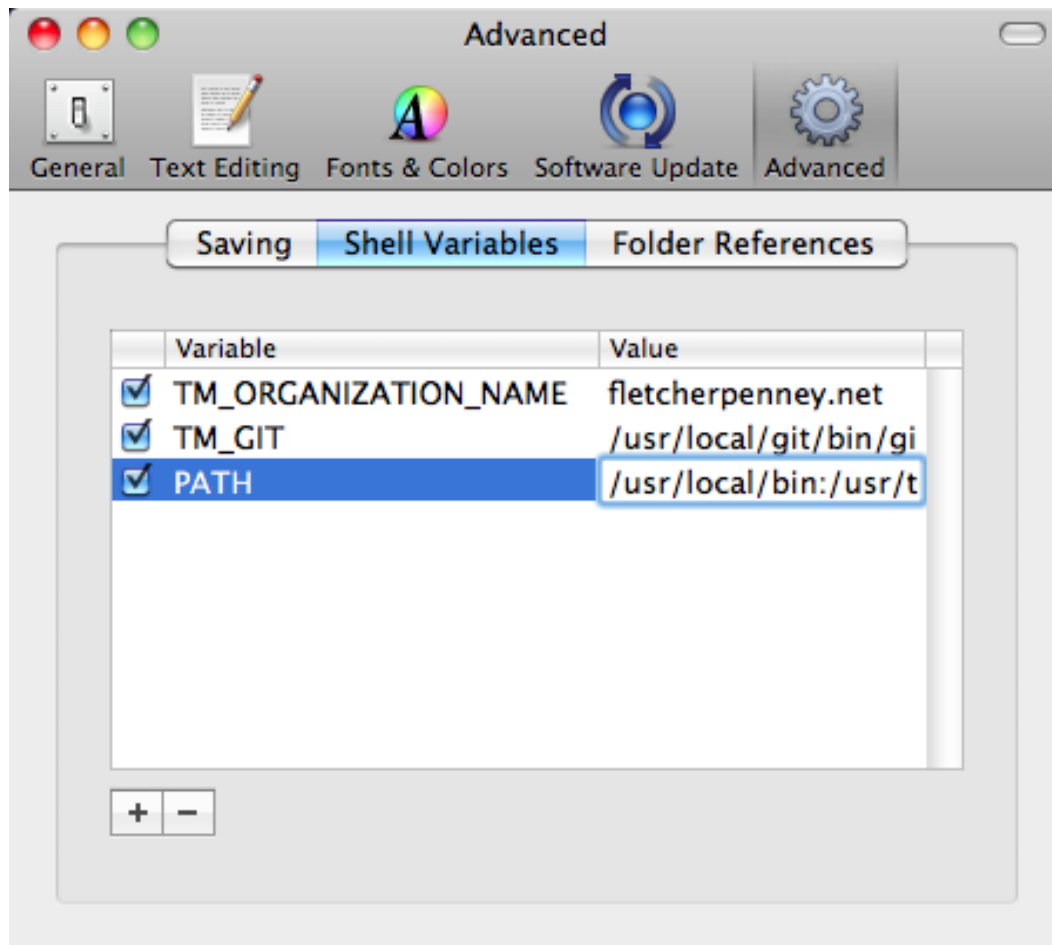 Advanced
General Text Editing Fonts & Colors Software Update Advanced
Saving Shell Variables Folder References
Variable Value
TM_ORGANIZATION_NAME fletcherpenney.net
TM_GIT /usr/local/git/bin/gi
PATH /usr/local/bin:/usr/t
+ −